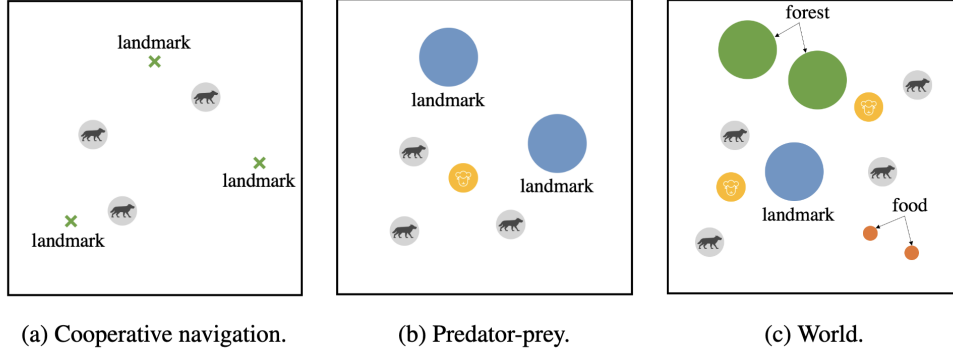 landmark
landmark
landmark
(a) Cooperative navigation.
landmark
landmark
(b) Predator-prey.
forest
landmark
food
(c) World.